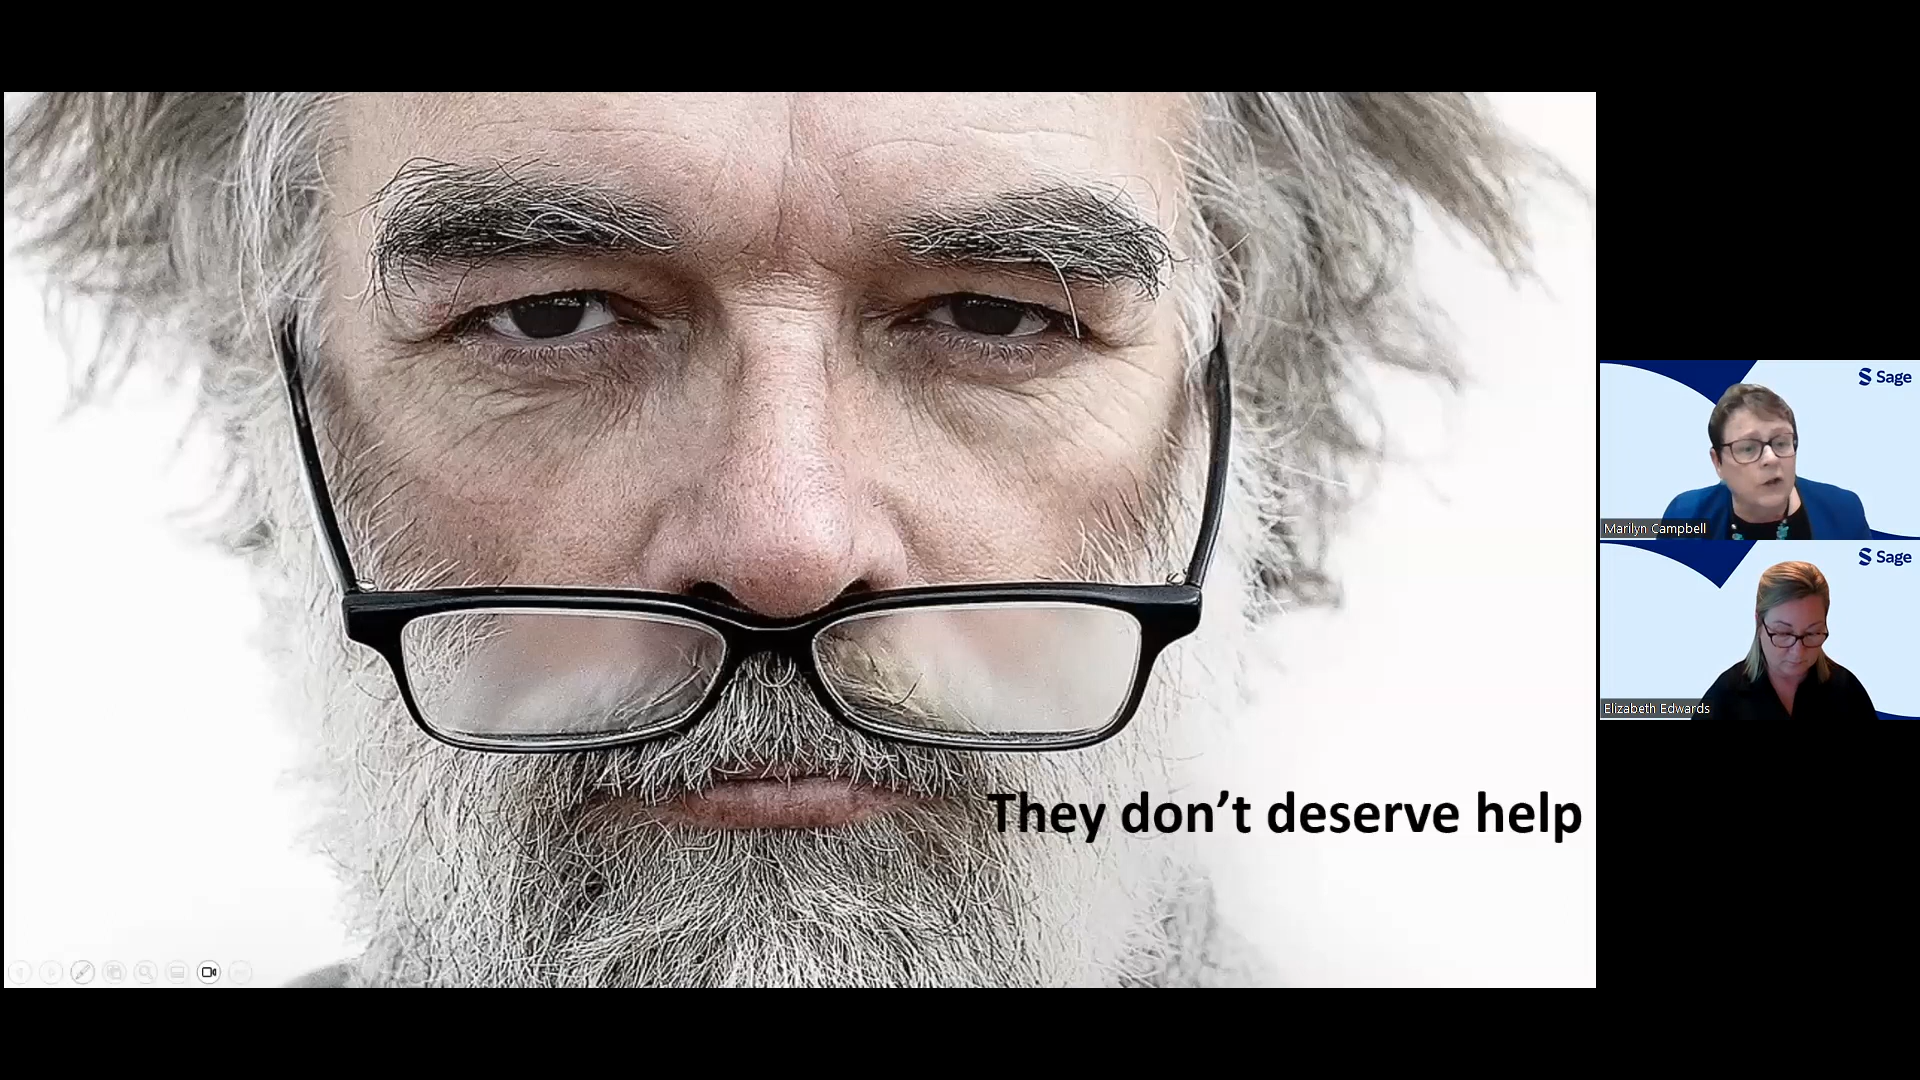 They don’t deserve help
Sage
Marilyn Campbell
Sage
Elizabeth Edwards